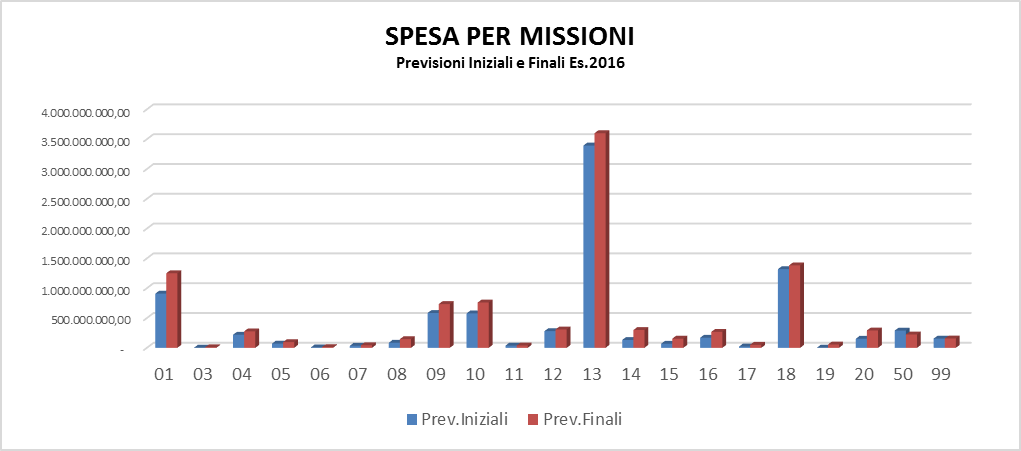 SPESA PER MISSIONI
Previsioni Iniziali e Finali Es.2016
4.000.000.000,00
3.500.000.000,00
3.000.000.000,00
2.500.000.000,00
2.000.000.000,00
1.500.000.000,00
1.000.000.000,00
500.000.000,00
-
01 03 04 05 06 07 08 09 10 11 12 13 14 15 16 17 18 19 20 50 99
Prev.Iniziali Prev.Finali